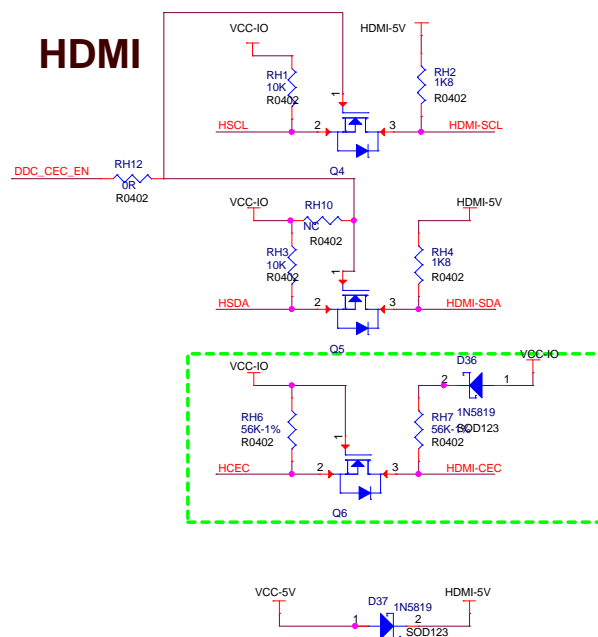 HDMI
VCC-IO
HDMI-5V
RH1
10K
R0402
RH2
1K8
R0402
1
HSCL
2
3
HDMI-SCL
Q4
DDC_CEC_EN
RH12
0R
R0402
VCC-IO
RH10
NC
R0402
HDMI-5V
RH3
10K
R0402
RH4
1K8
R0402
1
HSDA
2
3
HDMI-SDA
Q5
VCC-IO
D36
VCC-IO
2
1
1N5819
SOD123
RH6
56K-1%
R0402
RH7
56K-1%
R0402
1
HCEC
2
3
HDMI-CEC
Q6
VCC-5V
D37
1N5819
HDMI-5V
1
2
SOD123